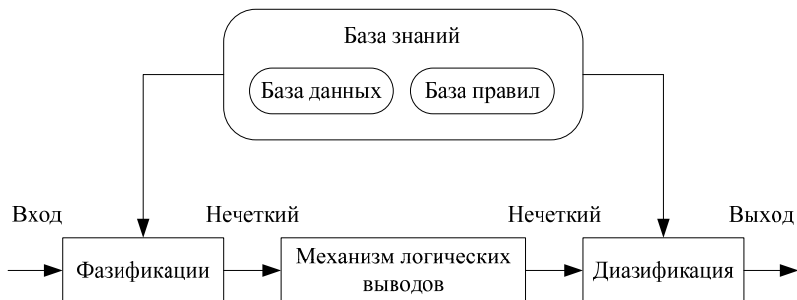 База знаний
База данных
База правил
Вход
Нечеткий
Нечеткий
Выход
Фазификации
Механизм логических
выводов
Диазификация